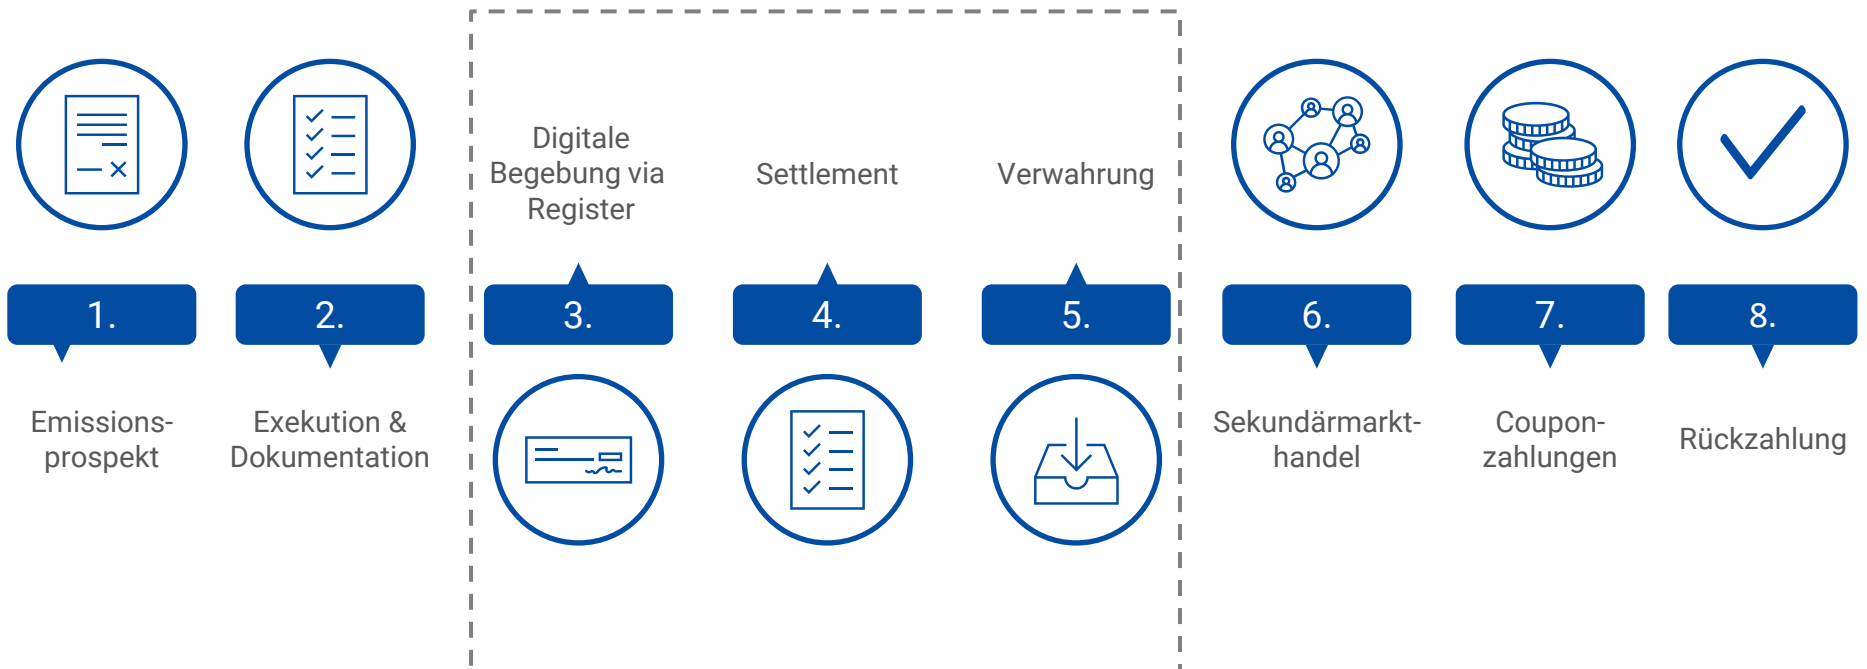 1.
Emissions-
prospekt
2.
Exekution &
Dokumentation
Digitale
Begebung via
Register
3.
Settlement
4.
Verwahrung
5.
6.
Sekundärmarkt-
handel
7.
Coupon-
zahlungen
8.
Rückzahlung